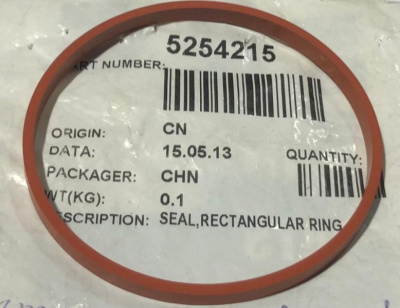 5254215
ART NUMBER:
ORIGIN: CN
DATA: 15.05.13 QUANTITY:
PACKAGER: CHN
WT(KG): 0.1
ESCRIPTION: SEAL,RECTANGULAR RING